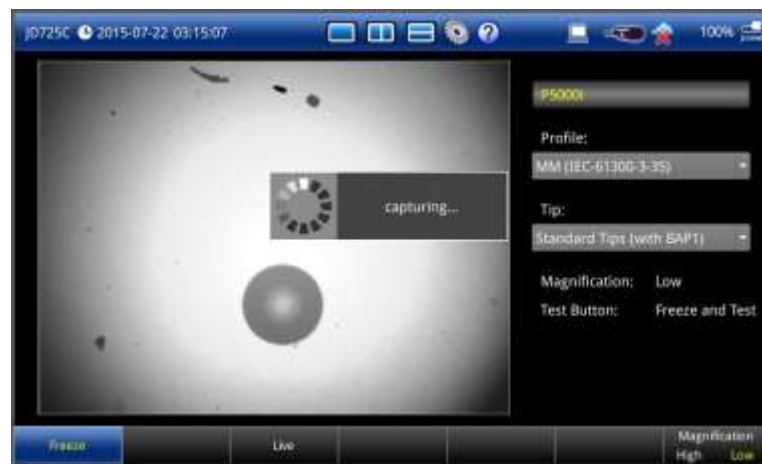 JD725C 2015-07-22 03:15:07 100%
P5000i
Profile:
MM (IEC-61300-3-35)
capturing...
Tip:
Standard Tips (with BAP1)
Magnification: Low
Test Button: Freeze and Test
Freeze Live Magnification
High Low